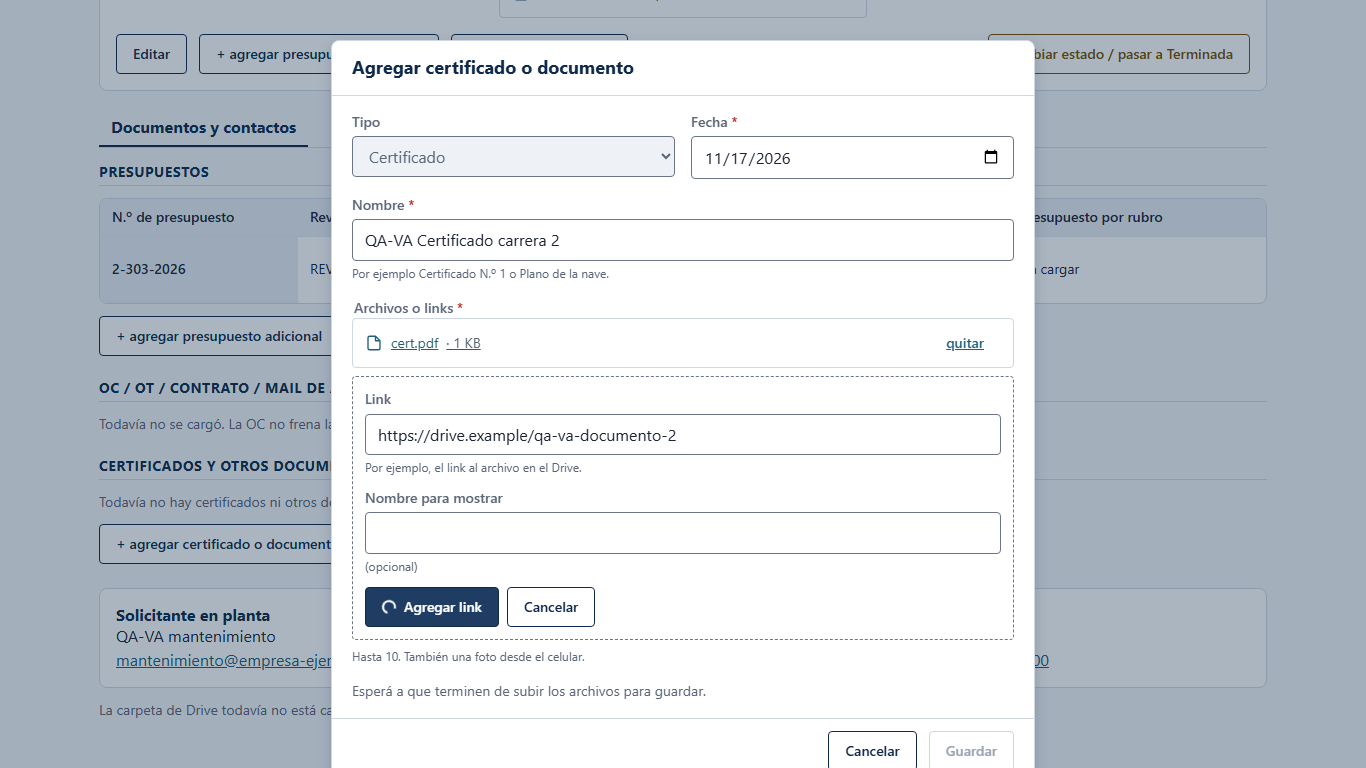 Editar
+ agregar presupu
biar estado / pasar a Terminada
Agregar certificado o documento
Documentos y contactos
Tipo
Fecha *
Certificado
11/17/2026
PRESUPUESTOS
Nombre *
N.º de presupuesto
Rev
esupuesto por rubro
QA-VA Certificado carrera 2
2-303-2026
REV
cargar
Por ejemplo Certificado N.º 1 o Plano de la nave.
Archivos o links *
+ agregar presupuesto adicional
cert.pdf · 1 KB
quitar
OC / OT / CONTRATO / MAIL DE
Link
Todavía no se cargó. La OC no frena la
https://drive.example/qa-va-documento-2
CERTIFICADOS Y OTROS DOCUM
Por ejemplo, el link al archivo en el Drive.
Todavía no hay certificados ni otros de
Nombre para mostrar
+ agregar certificado o document
(opcional)
Agregar link
Cancelar
Solicitante en planta
QA-VA mantenimiento
mantenimiento@empresa-ejer
00
Hasta 10. También una foto desde el celular.
Esperá a que terminen de subir los archivos para guardar.
La carpeta de Drive todavía no está ca
Cancelar
Guardar